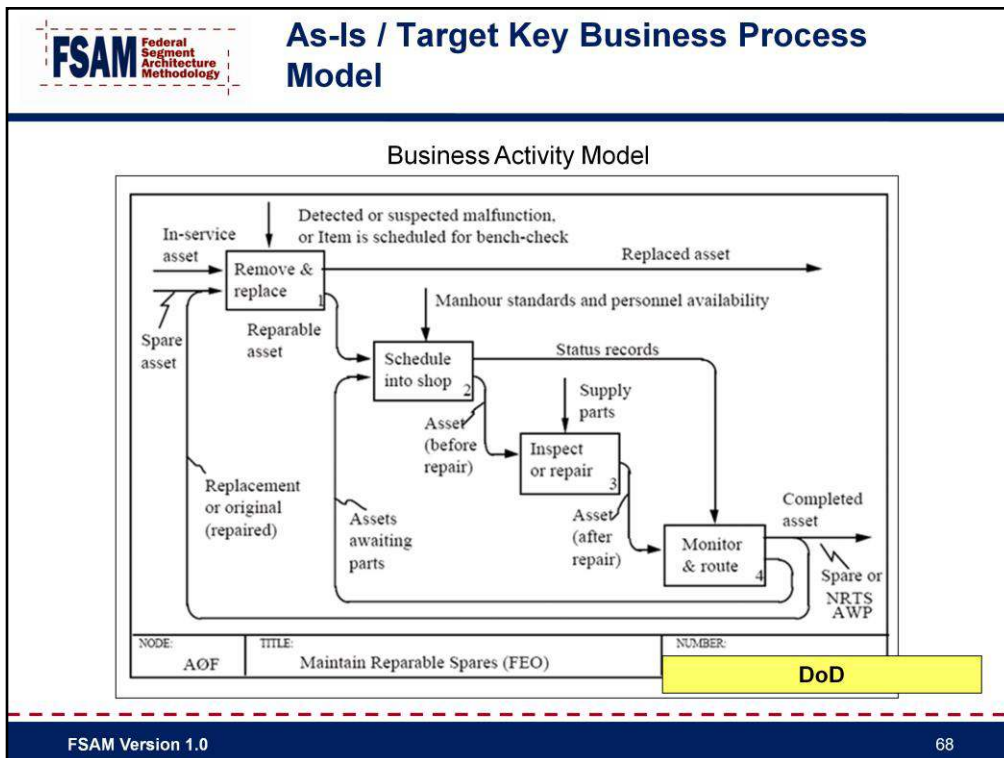 FSAM Federal
Segment
Architecture
Methodology
As-Is / Target Key Business Process
Model
Business Activity Model
Detected or suspected malfunction,
or Item is scheduled for bench-check
In-service
asset
Remove &
replace
1
Replaced asset
Spare
asset
Reparable
asset
Manhour standards and personnel availability
Schedule
into shop
2
Status records
Supply
parts
Asset
(before
repair)
Inspect
or repair
3
Replacement
or original
(repaired)
Assets
awaiting
parts
Asset
(after
repair)
Monitor
& route
4
Completed
asset
Spare or
NRTS
AWP
NODE:
AØF
TITLE:
Maintain Reparable Spares (FEO)
NUMBER:
DoD
FSAM Version 1.0
68